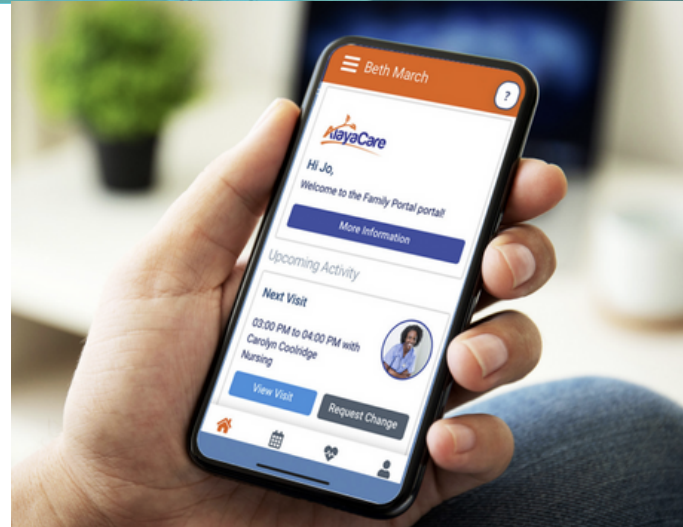 Beth March
?
AlayaCare
Hi Jo,
Welcome to the Family Portal portal!
More Information
Upcoming Activity
Next Visit
03:00 PM to 04:00 PM with
Carolyn Coolridge
Nursing
View Visit
Request Change